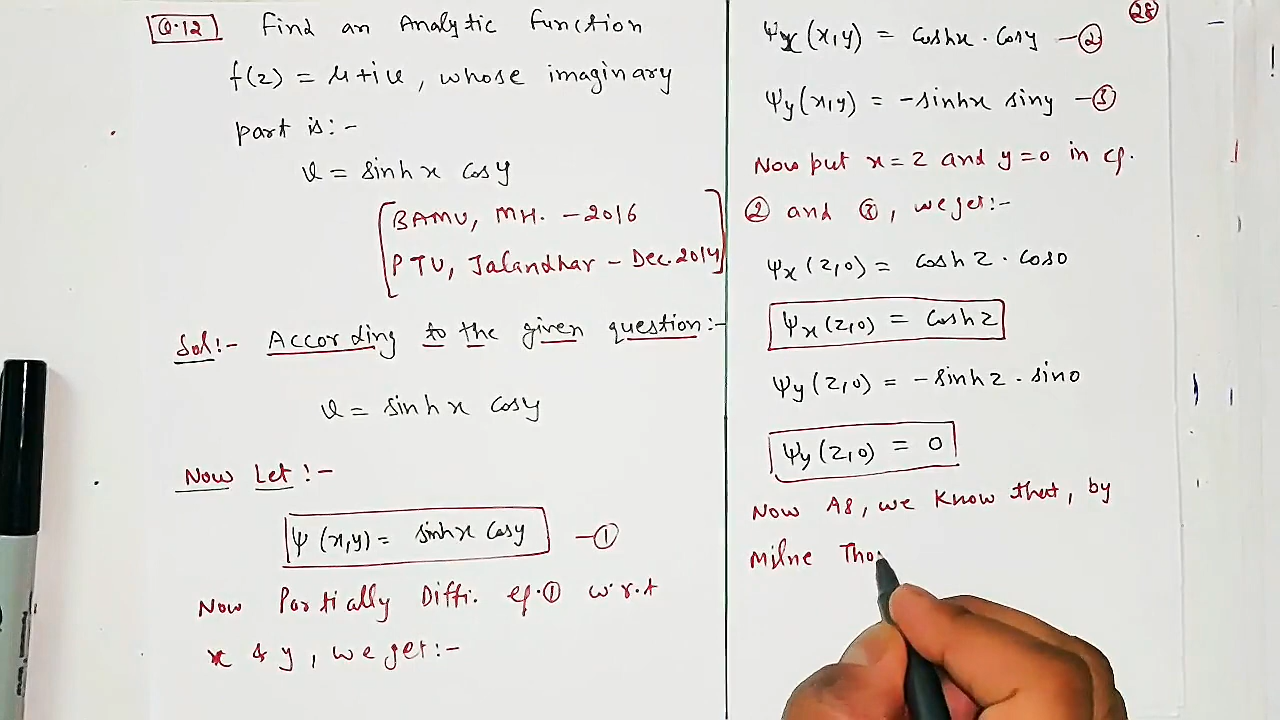 Q.12 Find an Analytic Function
f(z) = u+iv, whose imaginary
part is:-
v = sinh x cosy
[BAMU, MH. - 2016
PTU, Jalandhar - Dec. 2014]
Sol:- According to the given question:-
v = sinh x cosy
Now Let :-
ψ (x,y) = sinhx cosy -①
Now Partially Diffi. eq.① w.r.t
x & y, we get:-
28
ψx(x,y) = coshx . cosy -②
ψy(x,y) = -sinhx siny -③
Now put x=z and y=0 in eq.
② and ③, we get:-
ψx(z,0) = cosh z . cos0
ψx(z,0) = cosh z
ψy(z,0) = - sinh z . sin0
ψy(z,0) = 0
Now As, we know that, by
Milne Tho